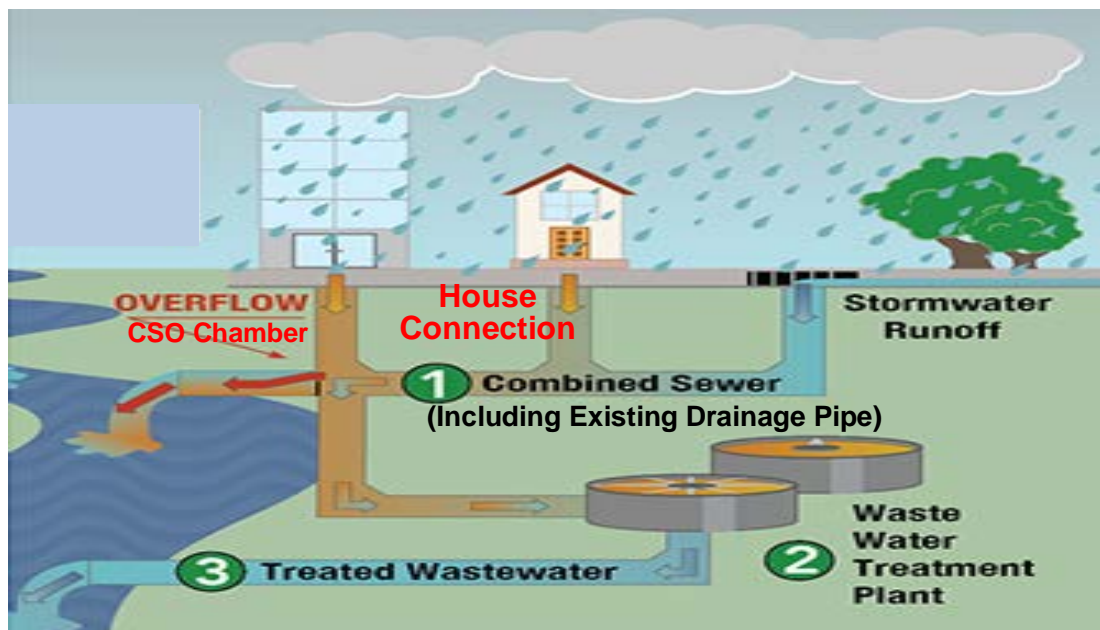 OVERFLOW
CSO Chamber
House
Connection
Stormwater
Runoff
1 Combined Sewer
(Including Existing Drainage Pipe)
Waste
Water
2 Treatment
Plant
3 Treated Wastewater